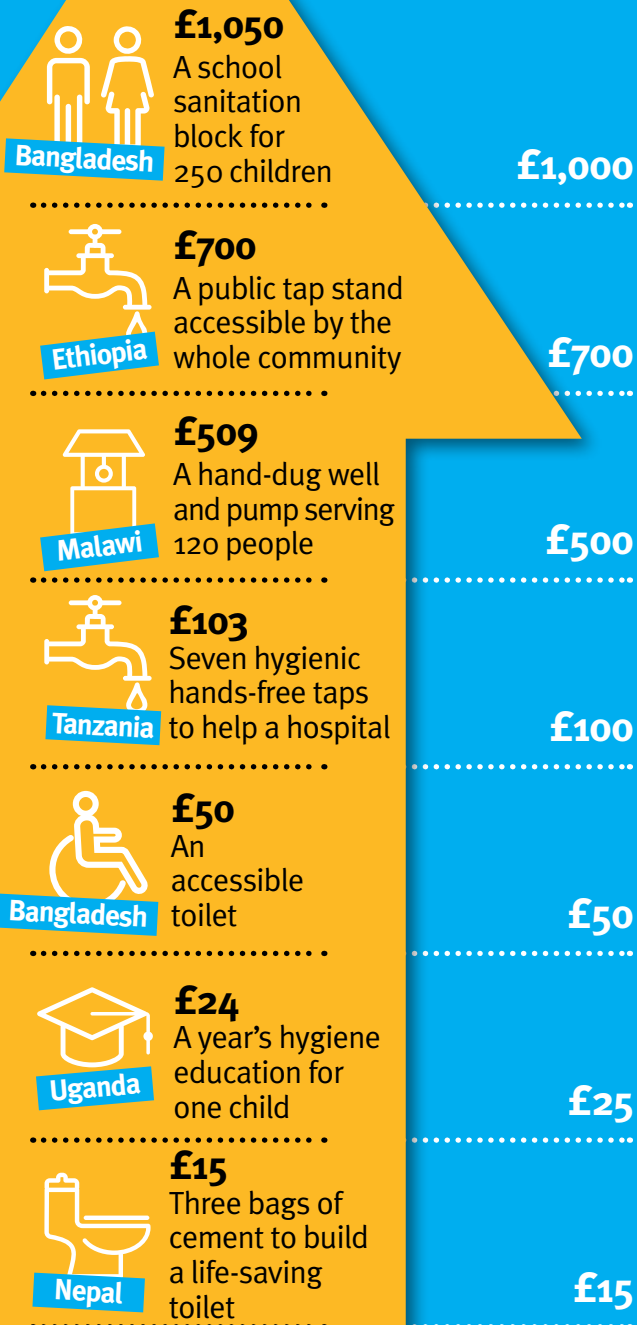 £1,050
A school
sanitation
block for
250 children
Bangladesh
£1,000
£700
A public tap stand
accessible by the
whole community
Ethiopia
£700
£509
A hand-dug well
and pump serving
120 people
Malawi
£500
£103
Seven hygienic
hands-free taps
to help a hospital
Tanzania
£100
£50
An
accessible
toilet
Bangladesh
£50
£24
A year's hygiene
education for
one child
Uganda
£25
£15
Three bags of
cement to build
a life-saving
toilet
Nepal
£15